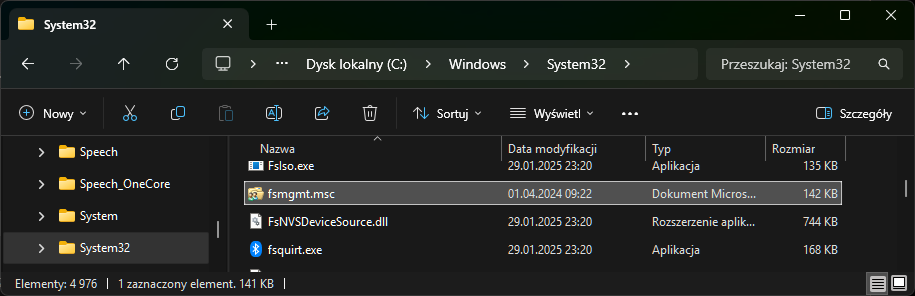 System32
Dysk lokalny (C:) Windows System32
Przeszukaj: System32
Nowy Sortuj Wyświetl Szczegóły
Speech
Speech_OneCore
System
System32
Nazwa Data modyfikacji Typ Rozmiar
FsIso.exe 29.01.2025 23:20 Aplikacja 135 KB
fsmgmt.msc 01.04.2024 09:22 Dokument Micros... 142 KB
FsNVSDeviceSource.dll 29.01.2025 23:20 Rozszerzenie aplik... 744 KB
fsquirt.exe 29.01.2025 23:20 Aplikacja 168 KB
Elementy: 4 976 1 zaznaczony element. 141 KB